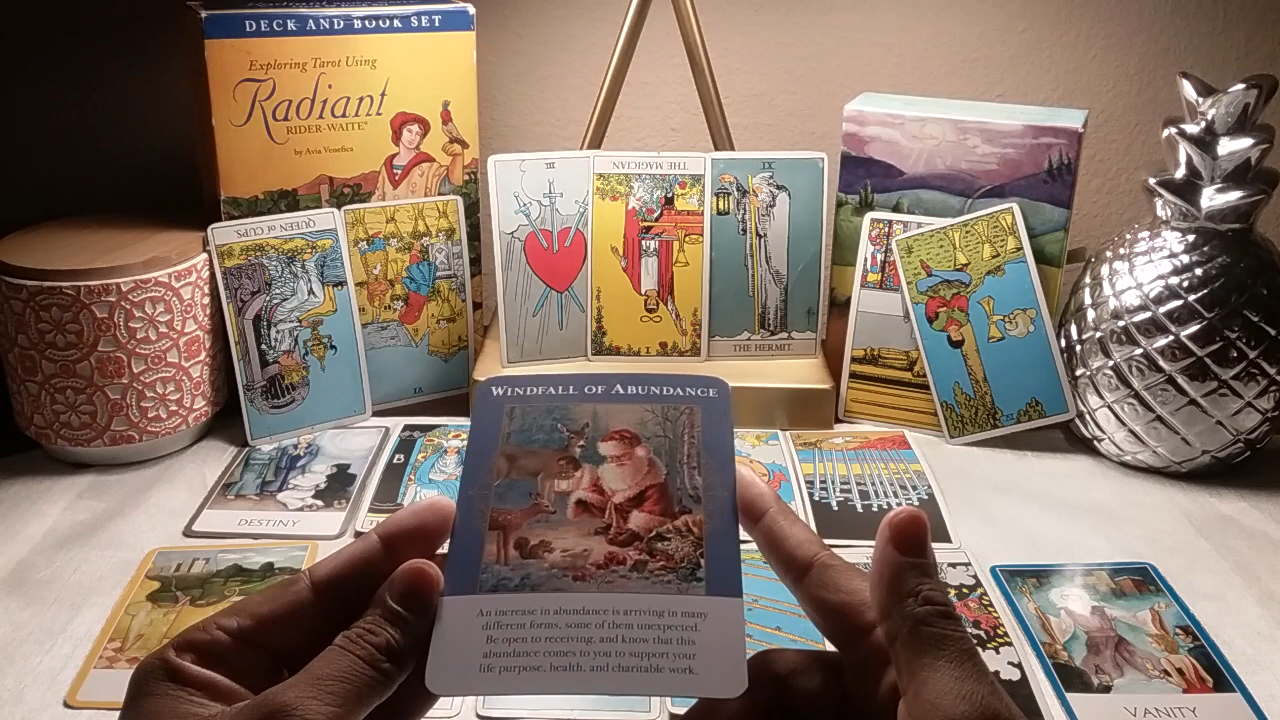 DECK AND BOOK SET
Exploring Tarot Using
Radiant
RIDER-WAITE®
by Avia Venefica
QUEEN of CUPS.
VI
III
THE MAGICIAN
I
IX
THE HERMIT.
WINDFALL OF ABUNDANCE
An increase in abundance is arriving in many
different forms, some of them unexpected.
Be open to receiving, and know that this
abundance comes to you to support your
life purpose, health, and charitable work.
DESTINY
B
VANITY